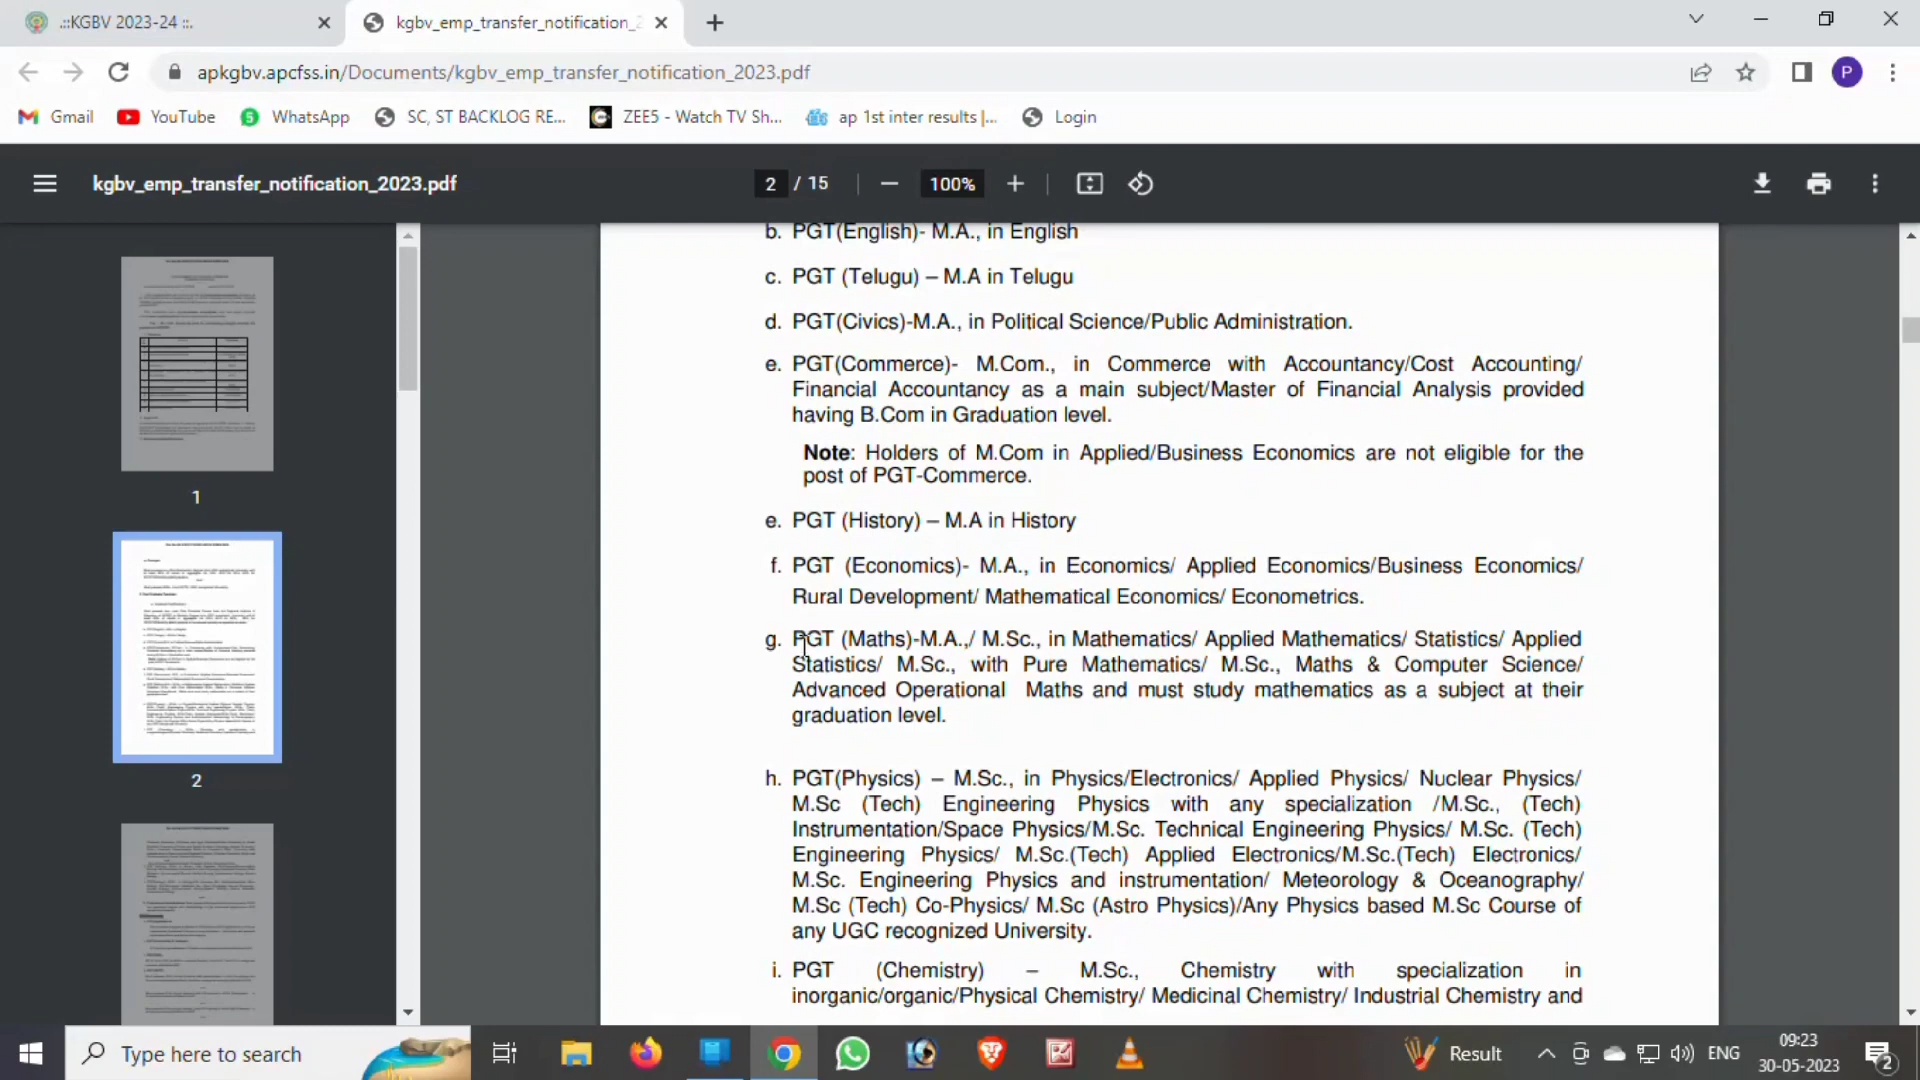 .::KGBV 2023-24 ::.
kgbv_emp_transfer_notification_2
apkgbv.apcfss.in/Documents/kgbv_emp_transfer_notification_2023.pdf
P
Gmail
YouTube
5
WhatsApp
SC, ST BACKLOG RE...
ZEE5 - Watch TV Sh...
ap 1st inter results |...
Login
kgbv_emp_transfer_notification_2023.pdf
2 / 15
100%
1
2
b. PGT(English)- M.A., in English
c. PGT (Telugu) – M.A in Telugu
d. PGT(Civics)-M.A., in Political Science/Public Administration.
e. PGT(Commerce)- M.Com., in Commerce with Accountancy/Cost Accounting/
Financial Accountancy as a main subject/Master of Financial Analysis provided
having B.Com in Graduation level.
Note: Holders of M.Com in Applied/Business Economics are not eligible for the
post of PGT-Commerce.
e. PGT (History) – M.A in History
f. PGT (Economics)- M.A., in Economics/ Applied Economics/Business Economics/
Rural Development/ Mathematical Economics/ Econometrics.
g. PGT (Maths)-M.A.,/ M.Sc., in Mathematics/ Applied Mathematics/ Statistics/ Applied
Statistics/ M.Sc., with Pure Mathematics/ M.Sc., Maths & Computer Science/
Advanced Operational Maths and must study mathematics as a subject at their
graduation level.
h. PGT(Physics) – M.Sc., in Physics/Electronics/ Applied Physics/ Nuclear Physics/
M.Sc (Tech) Engineering Physics with any specialization /M.Sc., (Tech)
Instrumentation/Space Physics/M.Sc. Technical Engineering Physics/ M.Sc. (Tech)
Engineering Physics/ M.Sc.(Tech) Applied Electronics/M.Sc.(Tech) Electronics/
M.Sc. Engineering Physics and instrumentation/ Meteorology & Oceanography/
M.Sc (Tech) Co-Physics/ M.Sc (Astro Physics)/Any Physics based M.Sc Course of
any UGC recognized University.
i. PGT (Chemistry) – M.Sc., Chemistry with specialization in
inorganic/organic/Physical Chemistry/ Medicinal Chemistry/ Industrial Chemistry and
Type here to search
Result
ENG
09:23
30-05-2023
2